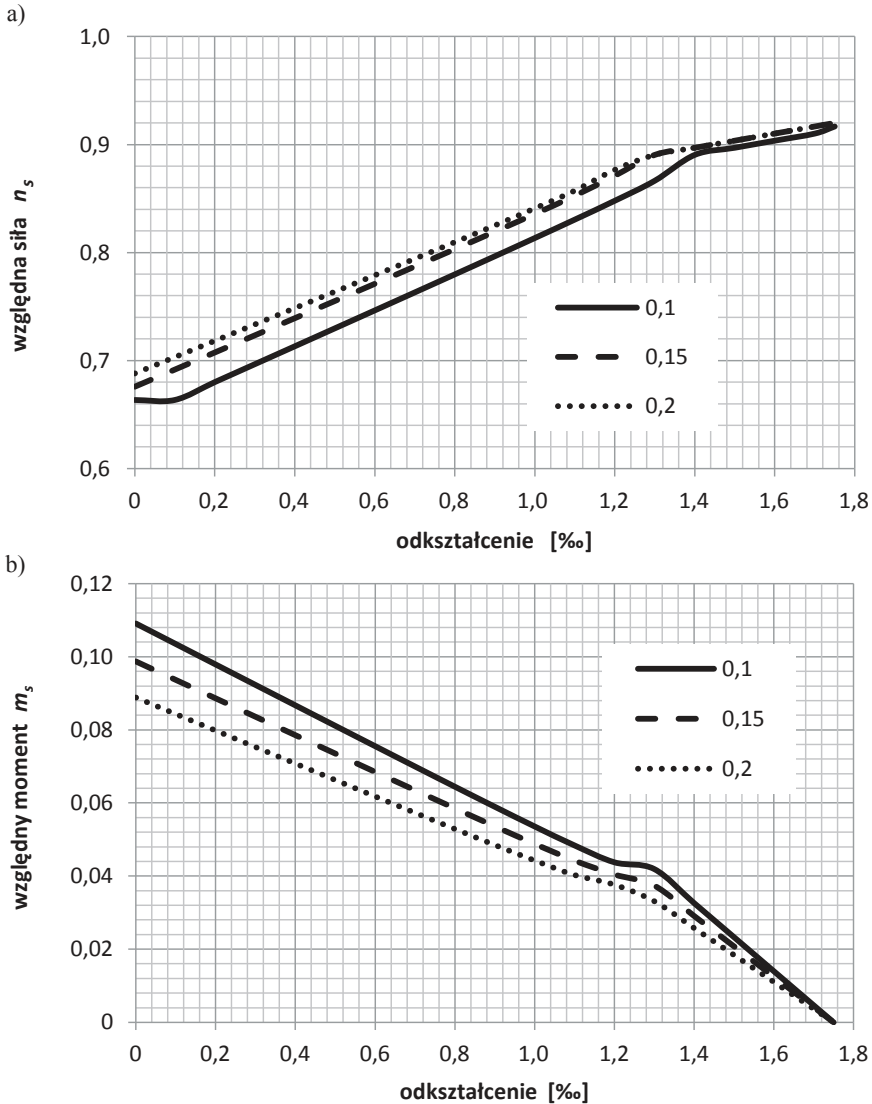 a)
1,0
0,9
0,8
0,7
0,6
względna siła n_s
0,1
0,15
0,2
0 0,2 0,4 0,6 0,8 1,0 1,2 1,4 1,6 1,8
odkształcenie [‰]
b)
0,12
0,10
0,08
0,06
0,04
0,02
0
względny moment m_s
0,1
0,15
0,2
0 0,2 0,4 0,6 0,8 1,0 1,2 1,4 1,6 1,8
odkształcenie [‰]